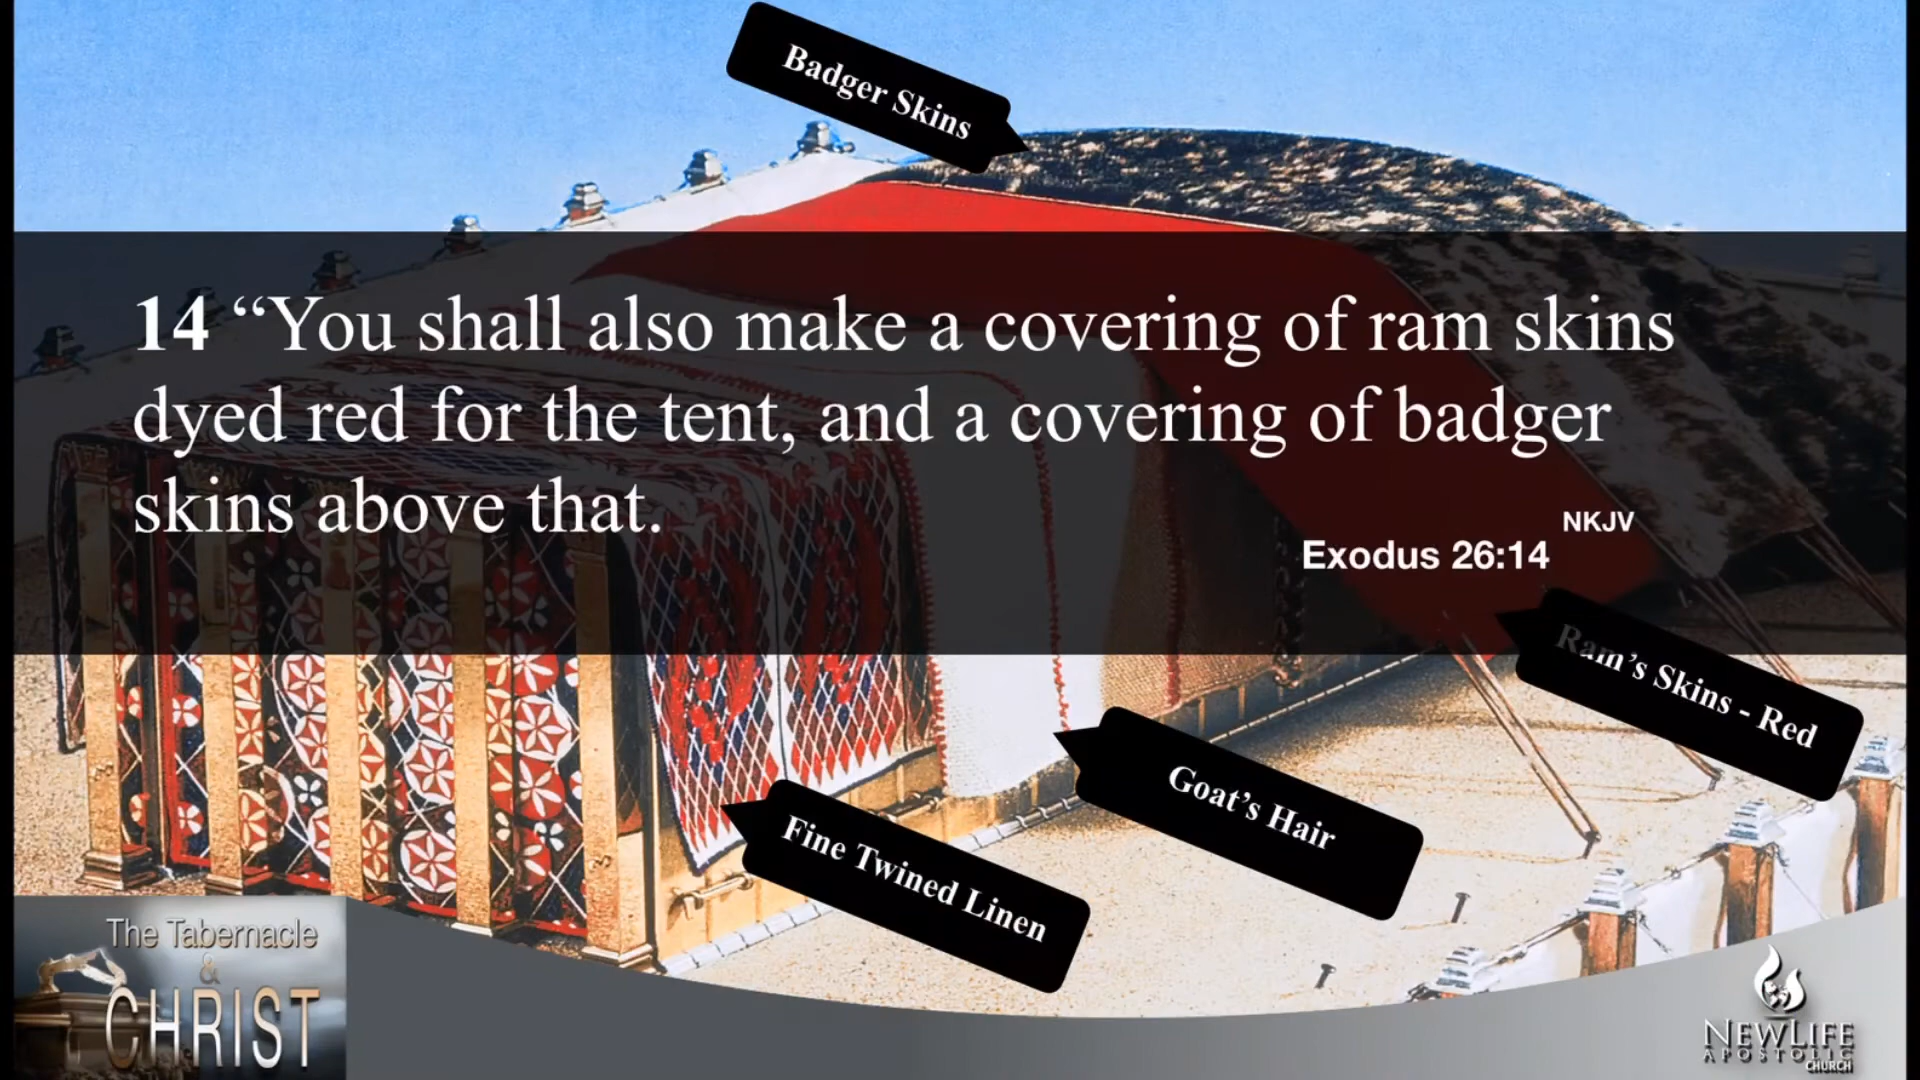 Badger Skins
14 “You shall also make a covering of ram skins
dyed red for the tent, and a covering of badger
skins above that.
NKJV
Exodus 26:14
Ram’s Skins - Red
Goat’s Hair
Fine Twined Linen
The Tabernacle
&
CHRIST
NEWLIFE
APOSTOLIC
CHURCH